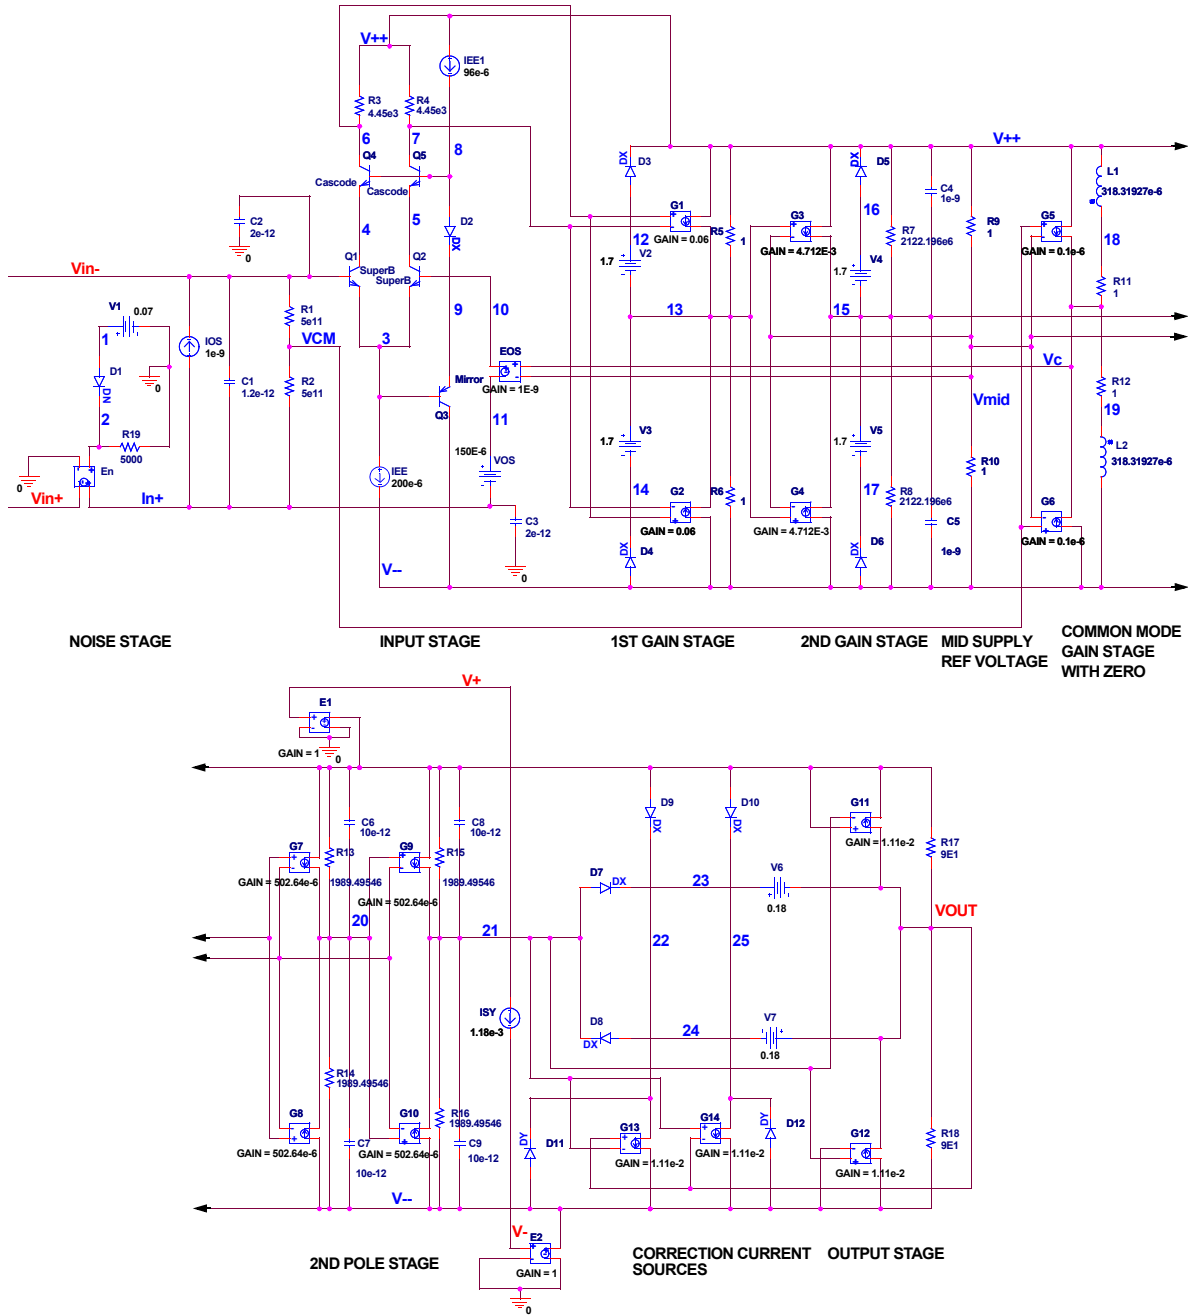 V++
IEE1
96e-6
R3
4.45e3
R4
4.45e3
6
7
8
Q4
Q5
Cascode
Cascode
C2
2e-12
0
4
5
D2
DX
Vin-
Q1
SuperB
Q2
SuperB
9
10
V1
0.07
1
D1
DN
2
0
R19
5000
En
0
Vin+
In+
IOS
1e-9
C1
1.2e-12
R1
5e11
VCM
R2
5e11
3
Mirror
Q3
EOS
GAIN = 1E-9
11
150E-6
VOS
IEE
200e-6
C3
2e-12
0
V--
V++
DX
D3
12
1.7
V2
G1
GAIN = 0.06
R5
1
13
1.7
V3
14
DX
D4
G2
GAIN = 0.06
R6
1
G3
GAIN = 4.712E-3
G4
GAIN = 4.712E-3
DX
D5
16
1.7
V4
R7
2122.196e6
C4
1e-9
15
1.7
V5
17
R8
2122.196e6
C5
1e-9
DX
D6
R9
1
Vmid
R10
1
Vc
G5
GAIN = 0.1e-6
G6
GAIN = 0.1e-6
L1
318.31927e-6
18
R11
1
R12
1
19
L2
318.31927e-6
NOISE STAGE
INPUT STAGE
1ST GAIN STAGE
2ND GAIN STAGE
MID SUPPLY
REF VOLTAGE
COMMON MODE
GAIN STAGE
WITH ZERO
V+
E1
GAIN = 1
0
G7
GAIN = 502.64e-6
R13
1989.49546
C6
10e-12
G9
GAIN = 502.64e-6
R15
1989.49546
C8
10e-12
20
21
G8
GAIN = 502.64e-6
R14
1989.49546
C7
10e-12
G10
GAIN = 502.64e-6
R16
1989.49546
C9
10e-12
V--
ISY
1.18e-3
V-
E2
GAIN = 1
0
D7
DX
23
V6
0.18
D8
DX
24
V7
0.18
D9
DX
D10
DX
22
25
DY
D11
G13
GAIN = 1.11e-2
G14
GAIN = 1.11e-2
DY
D12
G11
GAIN = 1.11e-2
G12
GAIN = 1.11e-2
R17
9E1
VOUT
R18
9E1
2ND POLE STAGE
CORRECTION CURRENT
SOURCES
OUTPUT STAGE